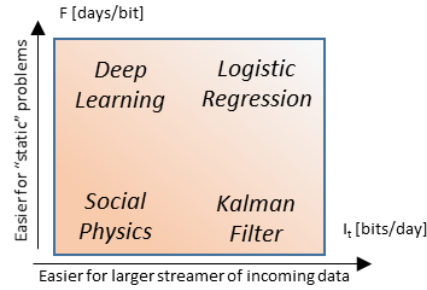 F [days/bit]
Easier for "static" problems
Deep
Learning
Logistic
Regression
Social
Physics
Kalman
Filter
It [bits/day]
Easier for larger streamer of incoming data